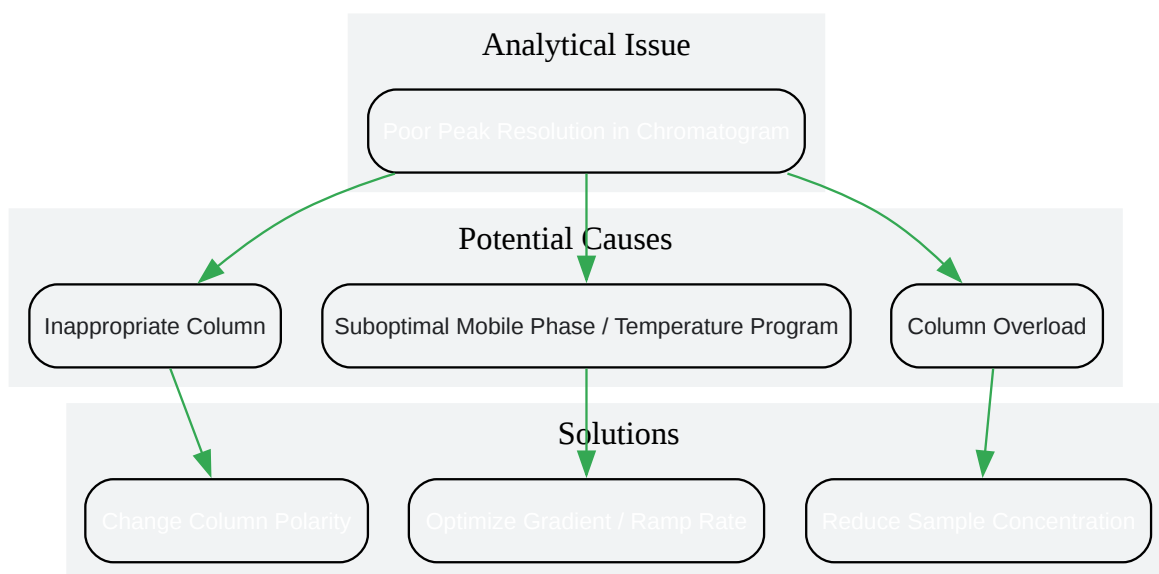 Analytical Issue
Poor Peak Resolution in Chromatogram
Potential Causes
Inappropriate Column
Suboptimal Mobile Phase / Temperature Program
Column Overload
Solutions
Change Column Polarity
Optimize Gradient / Ramp Rate
Reduce Sample Concentration